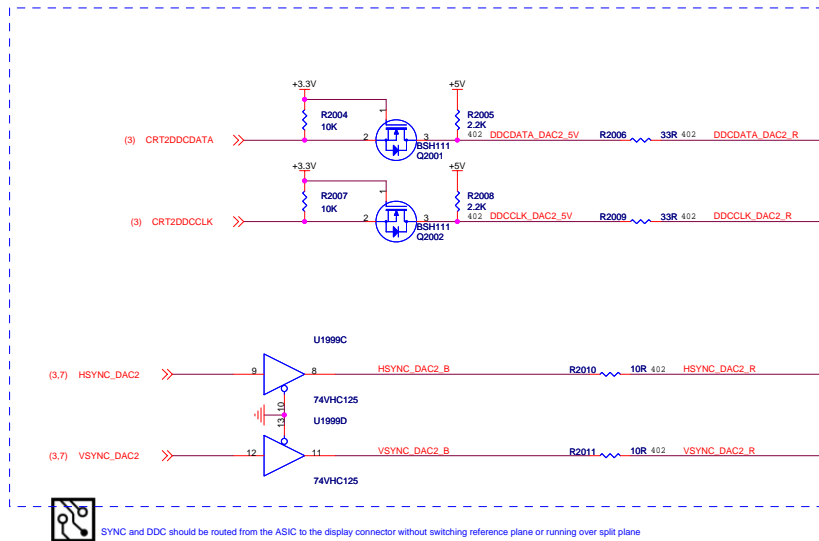 +3.3V +5V
1 R2004 R2005
10K 2.2K
(3) CRT2DDCDATA 2 3 402 DDCDATA_DAC2_5V R2006 33R 402 DDCDATA_DAC2_R
BSH111
Q2001
+3.3V +5V
1 R2007 R2008
10K 2.2K
(3) CRT2DDCCLK 2 3 402 DDCCLK_DAC2_5V R2009 33R 402 DDCCLK_DAC2_R
BSH111
Q2002
U1999C
(3,7) HSYNC_DAC2 9 8 HSYNC_DAC2_B R2010 10R 402 HSYNC_DAC2_R
10 74VHC125
13 U1999D
(3,7) VSYNC_DAC2 12 11 VSYNC_DAC2_B R2011 10R 402 VSYNC_DAC2_R
74VHC125
SYNC and DDC should be routed from the ASIC to the display connector without switching reference plane or running over split plane